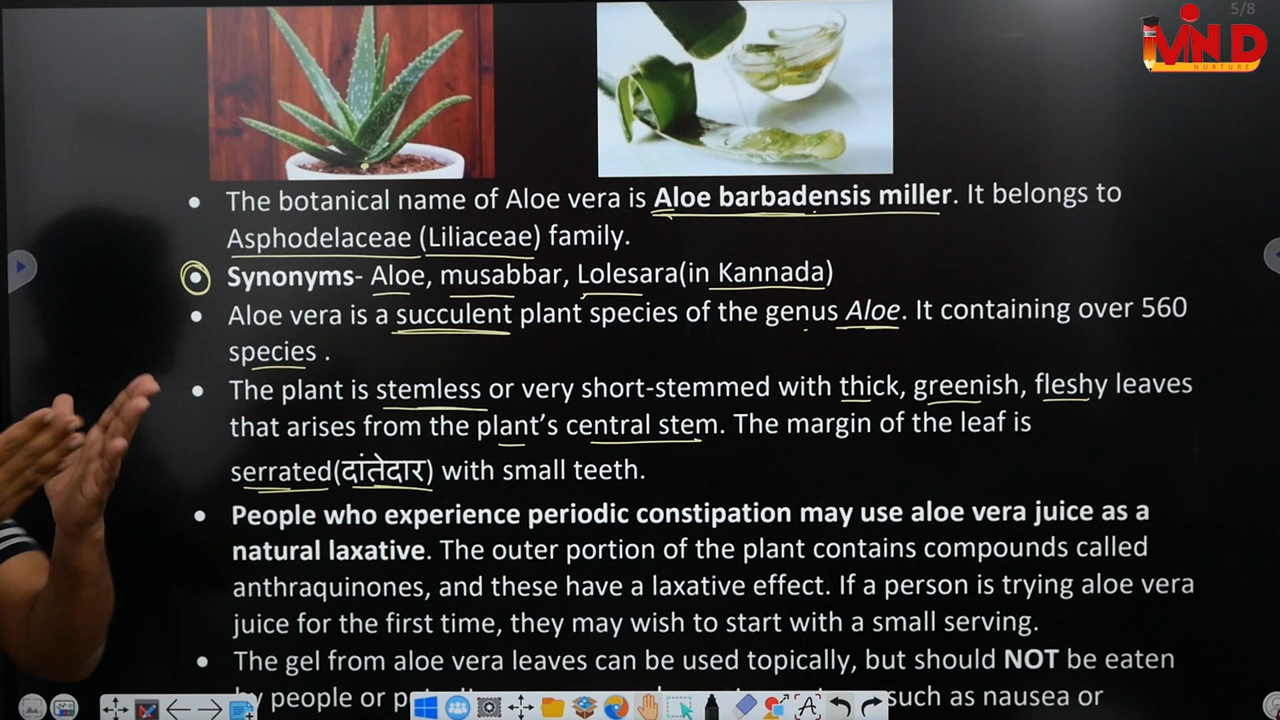 5/8
MIND
NURTURE
• The botanical name of Aloe vera is Aloe barbadensis miller. It belongs to
Asphodelaceae (Liliaceae) family.
• Synonyms- Aloe, musabbar, Lolesara(in Kannada)
• Aloe vera is a succulent plant species of the genus Aloe. It containing over 560
species .
• The plant is stemless or very short-stemmed with thick, greenish, fleshy leaves
that arises from the plant's central stem. The margin of the leaf is
serrated(दांतेदार) with small teeth.
• People who experience periodic constipation may use aloe vera juice as a
natural laxative. The outer portion of the plant contains compounds called
anthraquinones, and these have a laxative effect. If a person is trying aloe vera
juice for the first time, they may wish to start with a small serving.
• The gel from aloe vera leaves can be used topically, but should NOT be eaten
people or such as nausea or